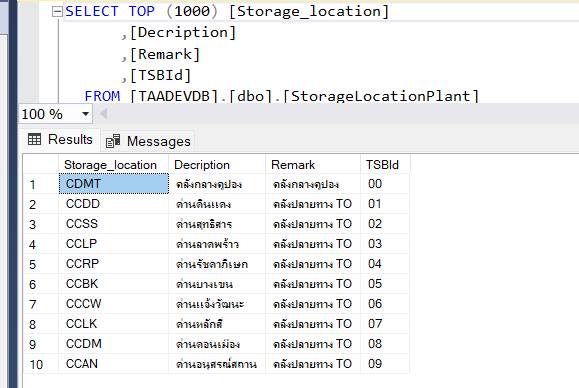 SELECT TOP (1000) [Storage_location]
,[Decription]
,[Remark]
,[TSBId]
FROM [TAADEVDB].[dbo].[StorageLocationPlant]
100 %
Results Messages
Storage_location Decription Remark TSBId
1 CDMT คลังกลางคูปอง คลังกลางคูปอง 00
2 CCDD ด่านดินแดง คลังปลายทาง TO 01
3 CCSS ด่านสุทธิสาร คลังปลายทาง TO 02
4 CCLP ด่านลาดพร้าว คลังปลายทาง TO 03
5 CCRP ด่านรัชดาภิเษก คลังปลายทาง TO 04
6 CCBK ด่านบางเขน คลังปลายทาง TO 05
7 CCCW ด่านแจ้งวัฒนะ คลังปลายทาง TO 06
8 CCLK ด่านหลักสี่ คลังปลายทาง TO 07
9 CCDM ด่านดอนเมือง คลังปลายทาง TO 08
10 CCAN ด่านอนุสรณ์สถาน คลังปลายทาง TO 09